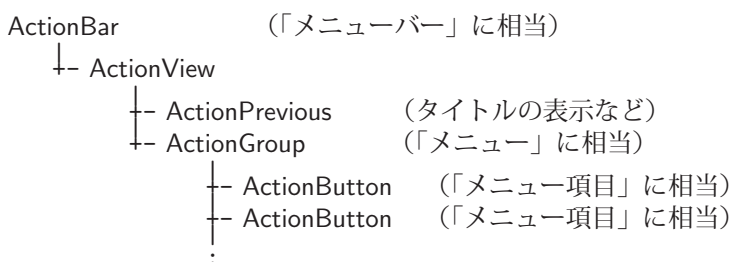 ActionBar （「メニューバー」に相当）
ActionView
ActionPrevious （タイトルの表示など）
ActionGroup （「メニュー」に相当）
ActionButton （「メニュー項目」に相当）
ActionButton （「メニュー項目」に相当）